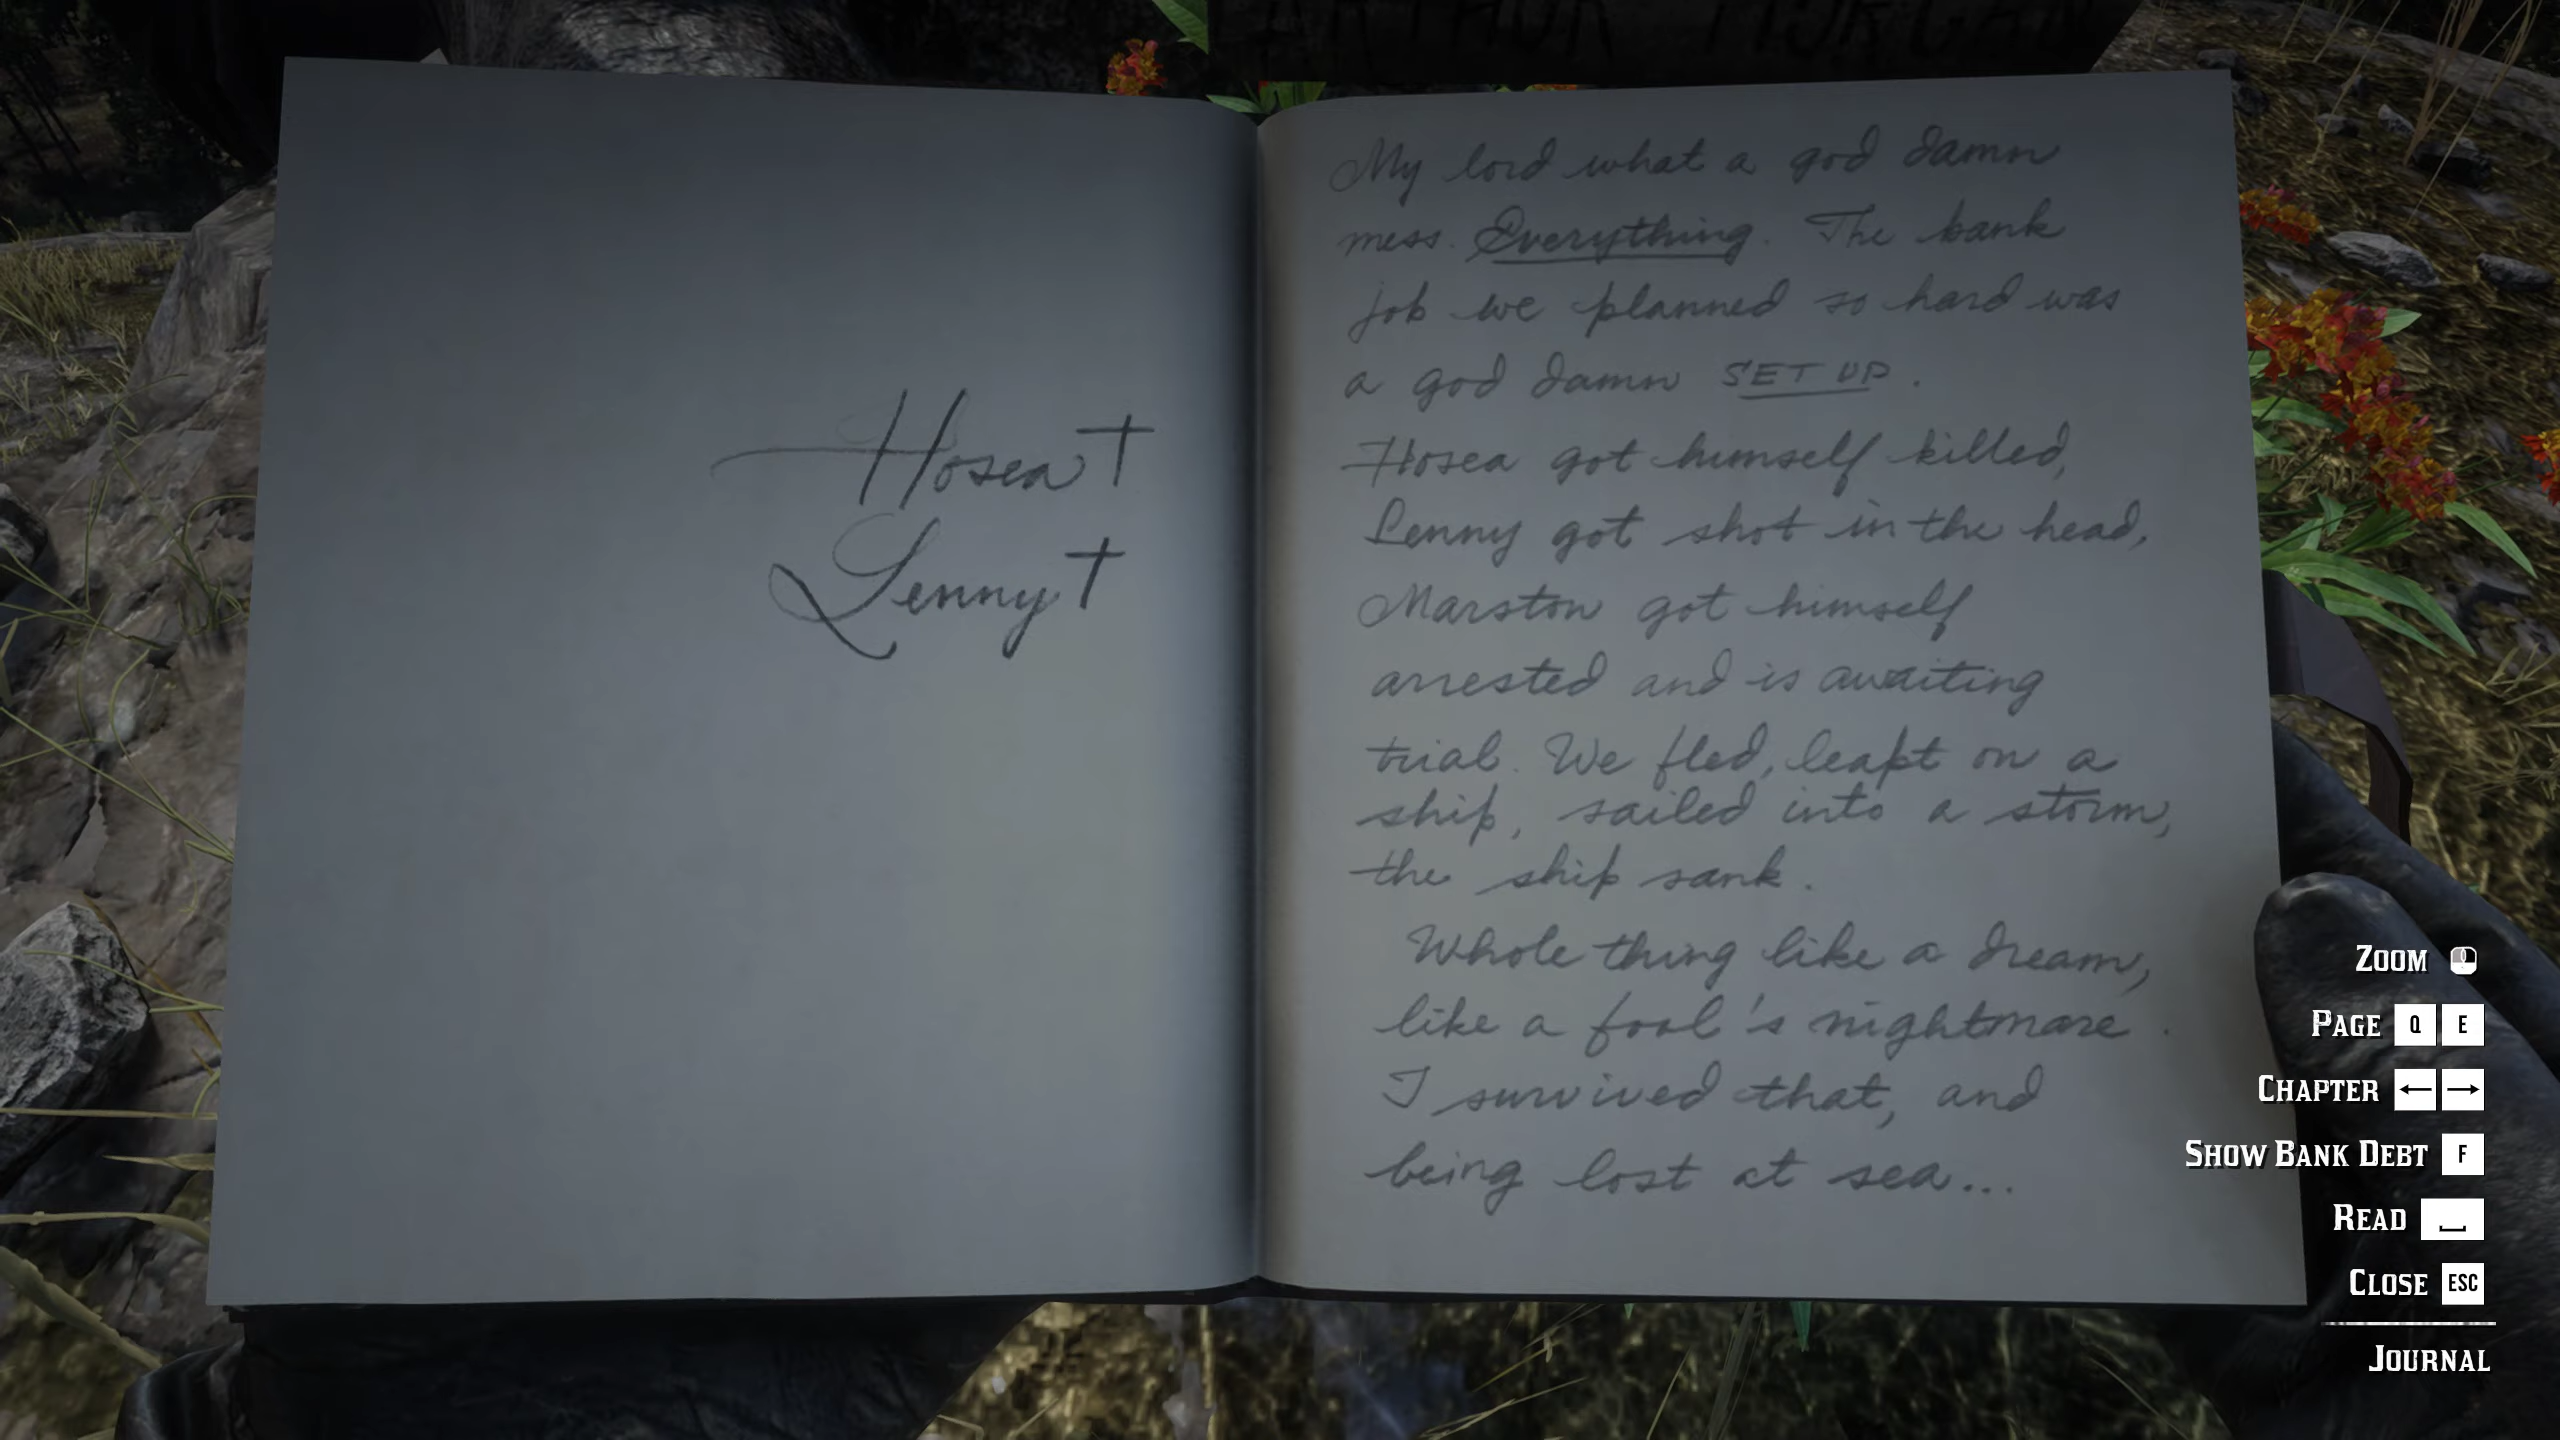 ARTHUR MORGAN
Hosea †
Lenny †
My lord what a god damn
mess. Everything. The bank
job we planned so hard was
a god damn SET UP.
Hosea got himself killed,
Lenny got shot in the head,
Marston got himself
arrested and is awaiting
trial. We fled, leapt on a
ship, sailed into a storm,
the ship sank.
Whole thing like a dream,
like a fool's nightmare.
I survived that, and
being lost at sea...
ZOOM
PAGE Q E
CHAPTER ← →
SHOW BANK DEBT F
READ
CLOSE ESC
JOURNAL